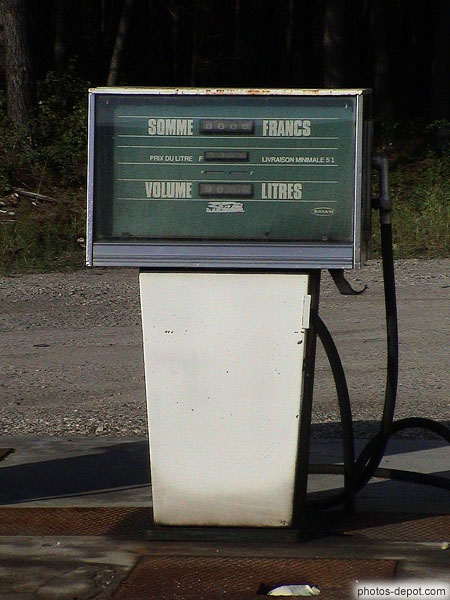 SOMME FRANCS
PRIX DU LITRE F LIVRAISON MINIMALE 5 l
VOLUME LITRES
photos-depot.com